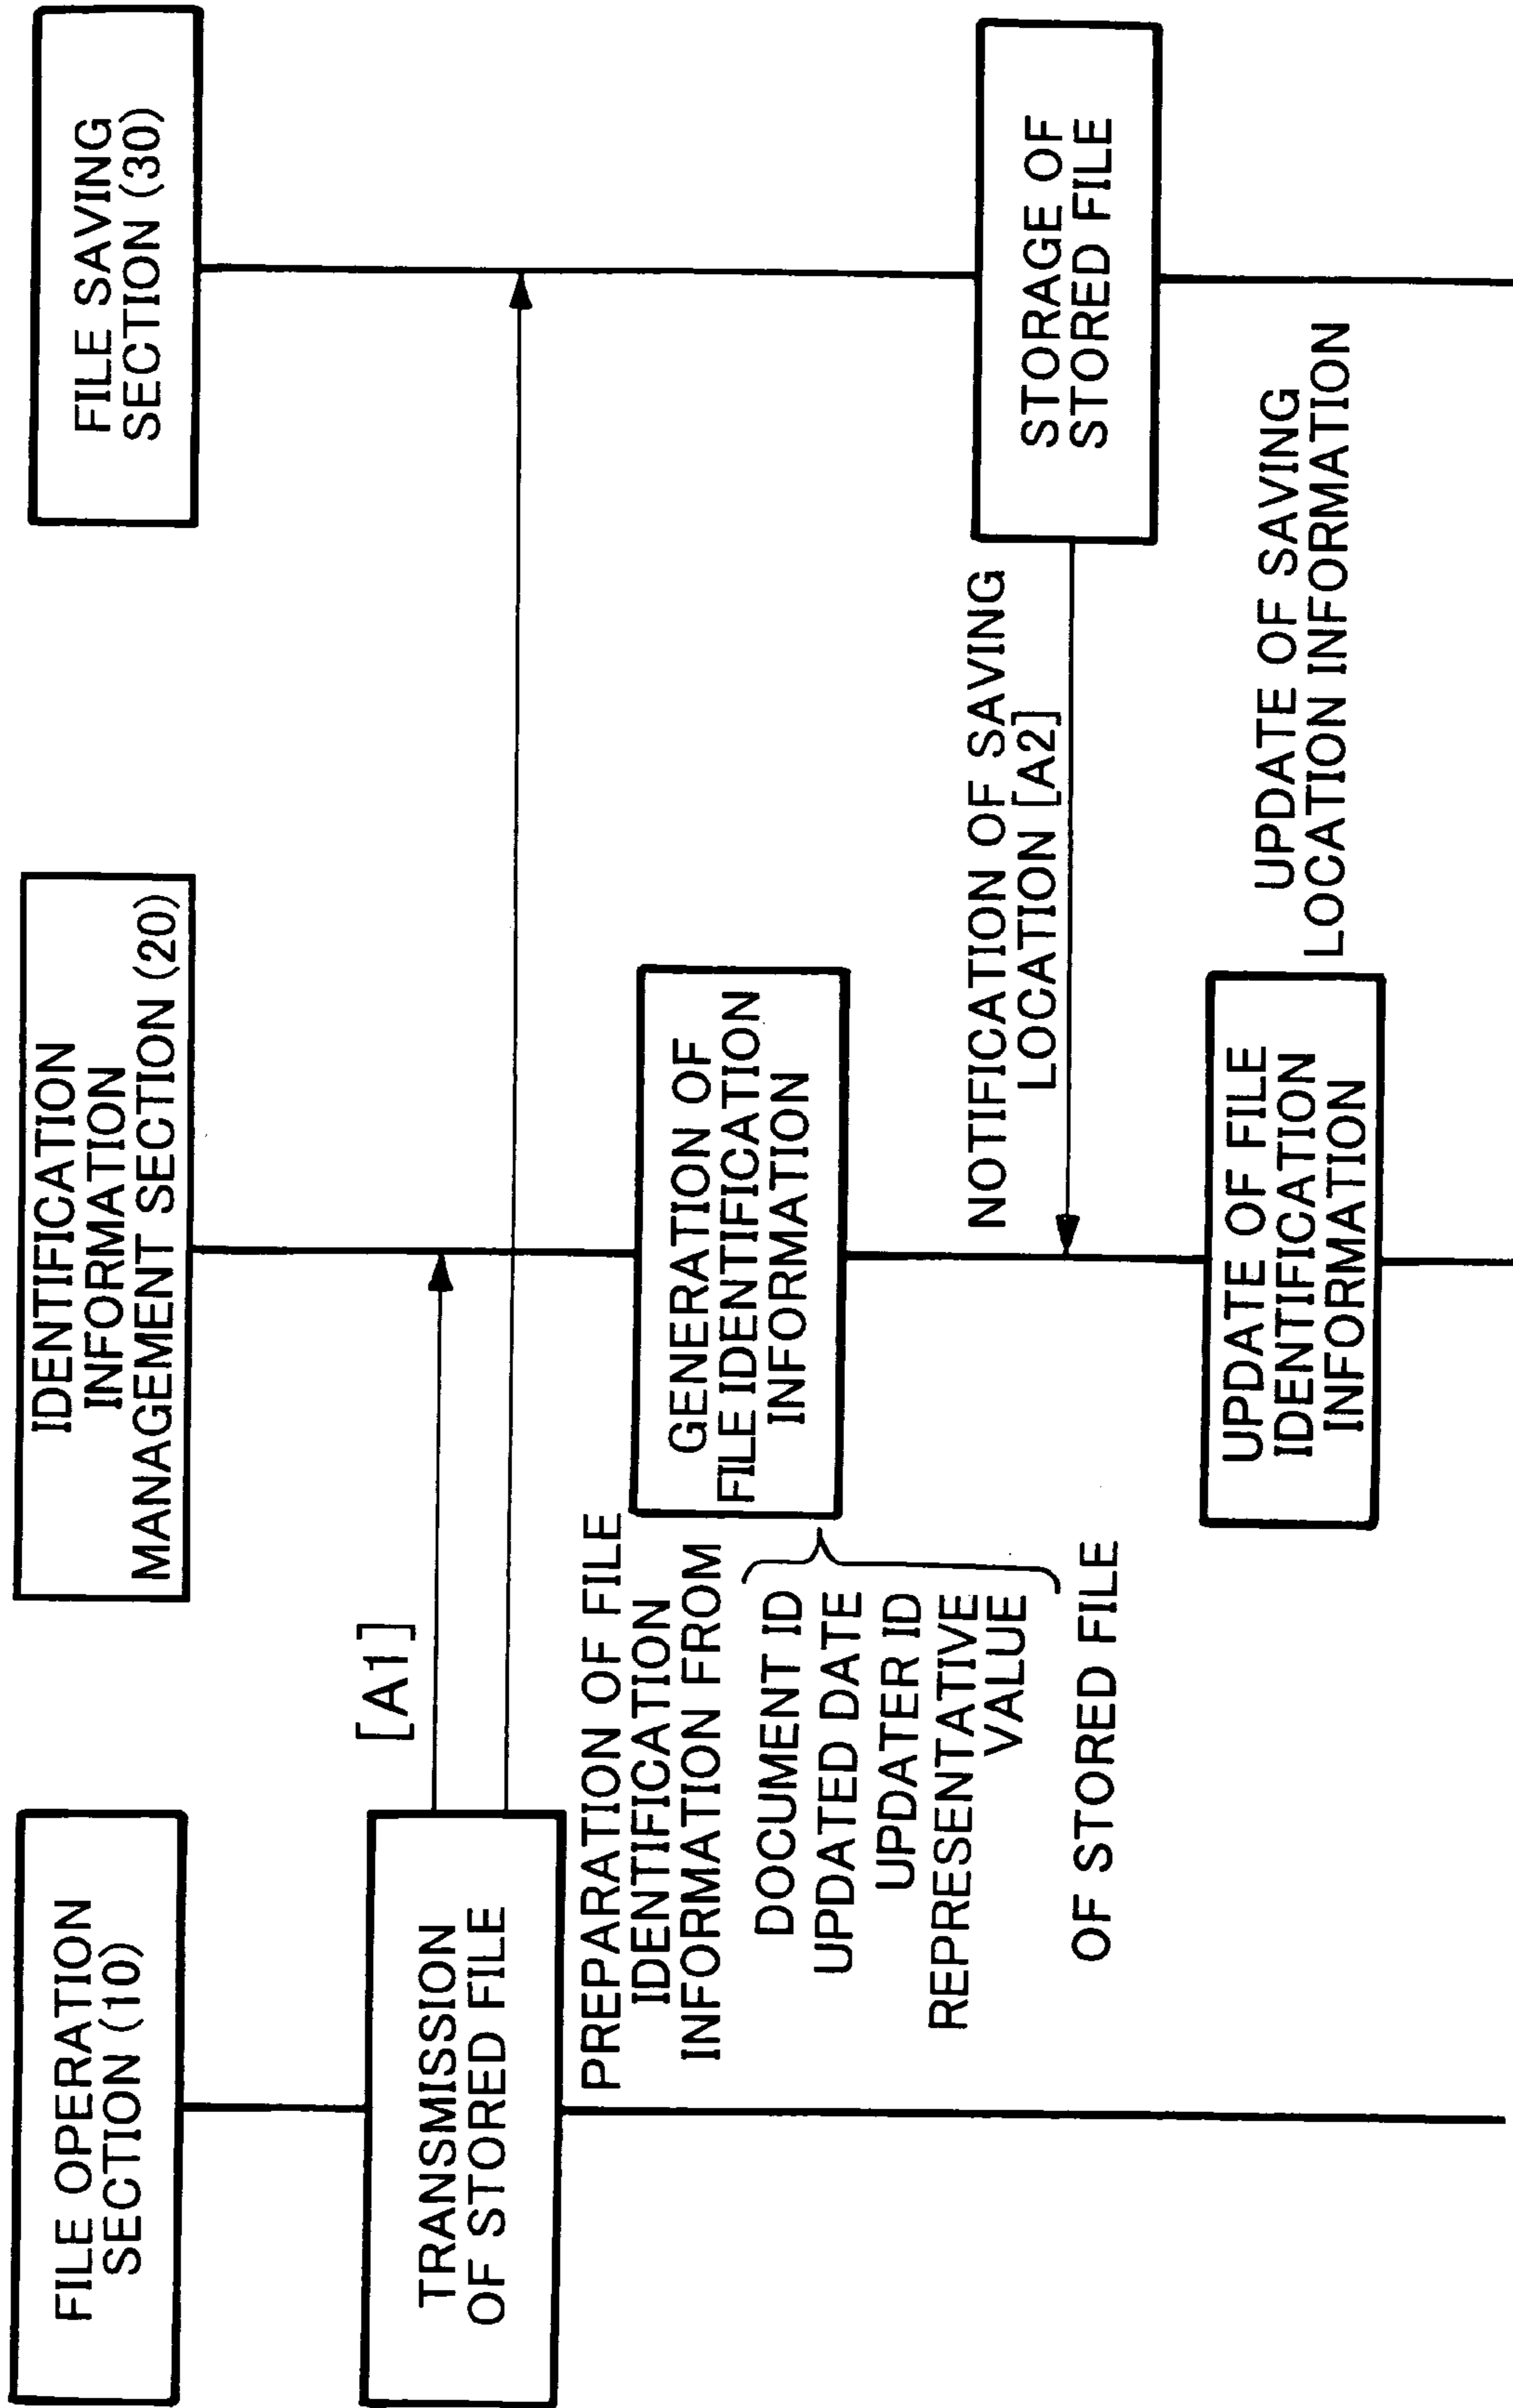 FILE OPERATION
SECTION (10)
IDENTIFICATION
INFORMATION
MANAGEMENT SECTION (20)
FILE SAVING
SECTION (30)
TRANSMISSION
OF STORED FILE
[A1]
PREPARATION OF FILE
IDENTIFICATION
INFORMATION FROM
DOCUMENT ID
UPDATED DATE
UPDATER ID
REPRESENTATIVE
VALUE
OF STORED FILE
GENERATION OF
FILE IDENTIFICATION
INFORMATION
NOTIFICATION OF SAVING
LOCATION [A2]
STORAGE OF
STORED FILE
UPDATE OF FILE
IDENTIFICATION
INFORMATION
UPDATE OF SAVING
LOCATION INFORMATION